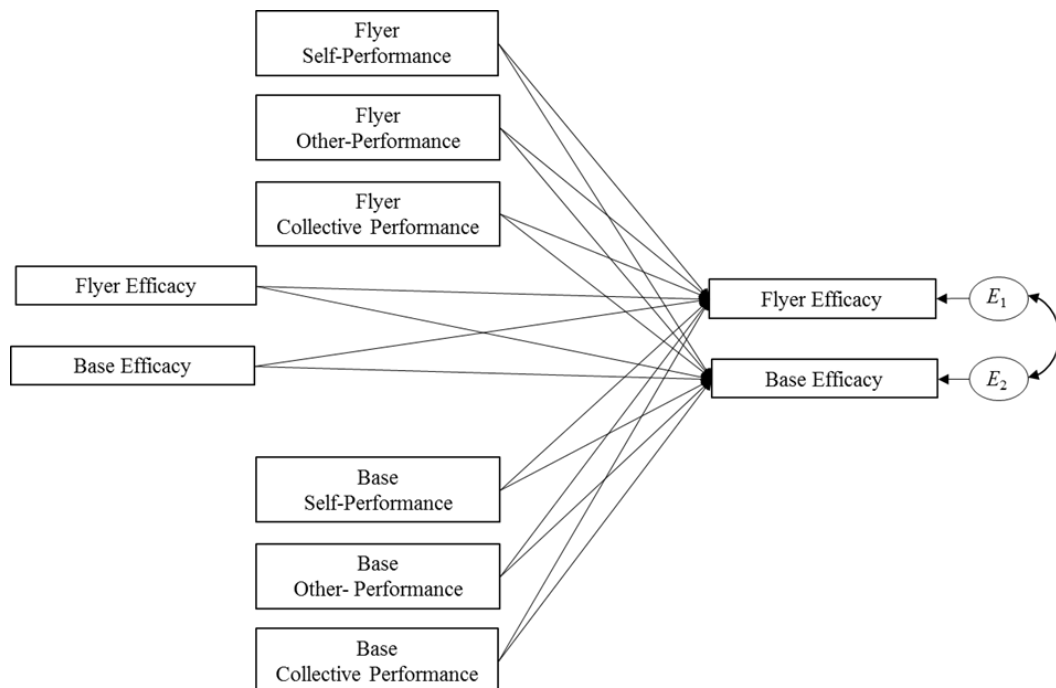 Flyer
Self-Performance
Flyer
Other-Performance
Flyer
Collective Performance
Flyer Efficacy
Base Efficacy
Base
Self-Performance
Base
Other- Performance
Base
Collective Performance
Flyer Efficacy
E1
Base Efficacy
E2